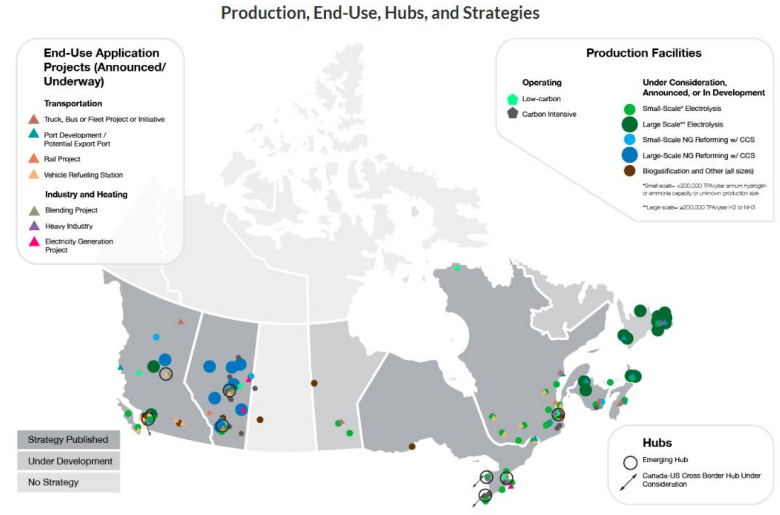 Production, End-Use, Hubs, and Strategies
End-Use Application
Projects (Announced/
Underway)
Transportation
Truck, Bus or Fleet Project or Initiative
Port Development /
Potential Export Port
Rail Project
Vehicle Refueling Station
Industry and Heating
Blending Project
Heavy Industry
Electricity Generation
Project
Production Facilities
Operating
Low-carbon
Carbon Intensive
Under Consideration,
Announced, or In Development
Small-Scale* Electrolysis
Large Scale** Electrolysis
Small-Scale NG Reforming w/ CCS
Large-Scale NG Reforming w/ CCS
Biogasification and Other (all sizes)
*Small-scale= <200,000 TPA/year annum hydrogen
or ammonia capacity or unknown production size
**Large-scale= ≥200,000 TPA/year H2 or NH3
Strategy Published
Under Development
No Strategy
Hubs
Emerging Hub
Canada-US Cross Border Hub Under
Consideration